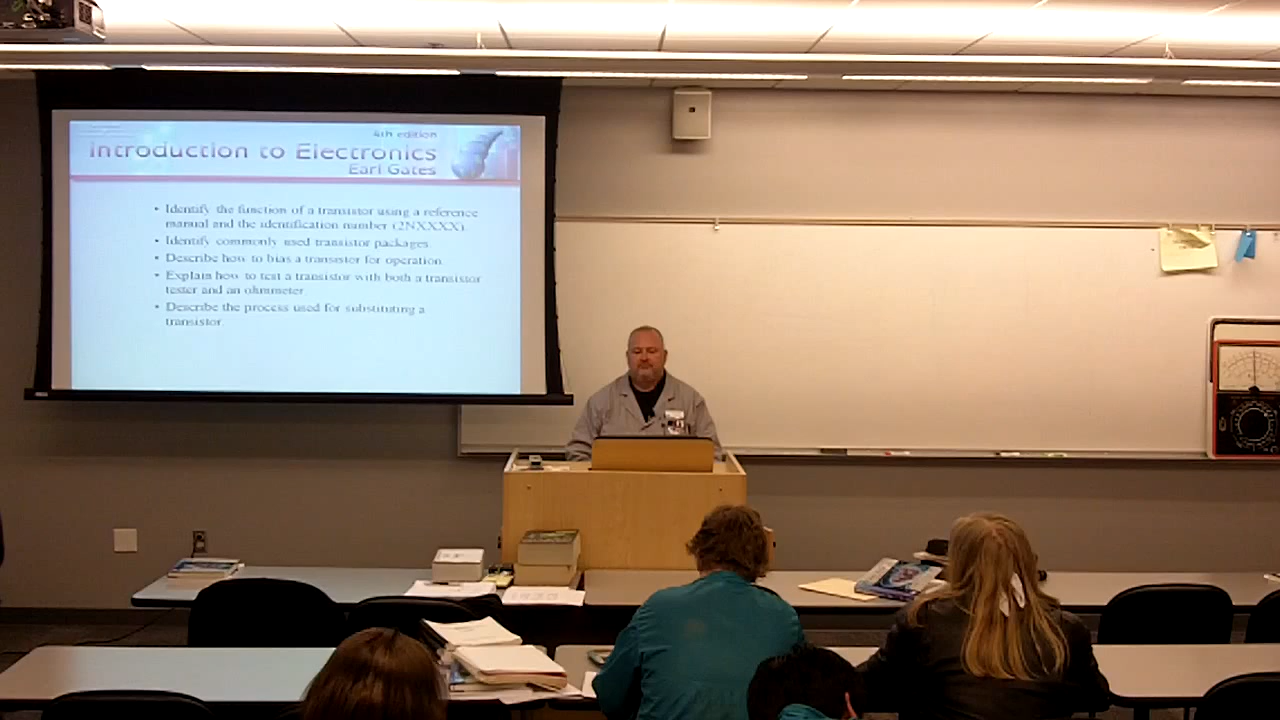 4th edition
Introduction to Electronics
Earl Gates
• Identify the function of a transistor using a reference
manual and the identification number (2NXXXX).
• Identify commonly used transistor packages.
• Describe how to bias a transistor for operation.
• Explain how to test a transistor with both a transistor
tester and an ohmmeter.
• Describe the process used for substituting a
transistor.